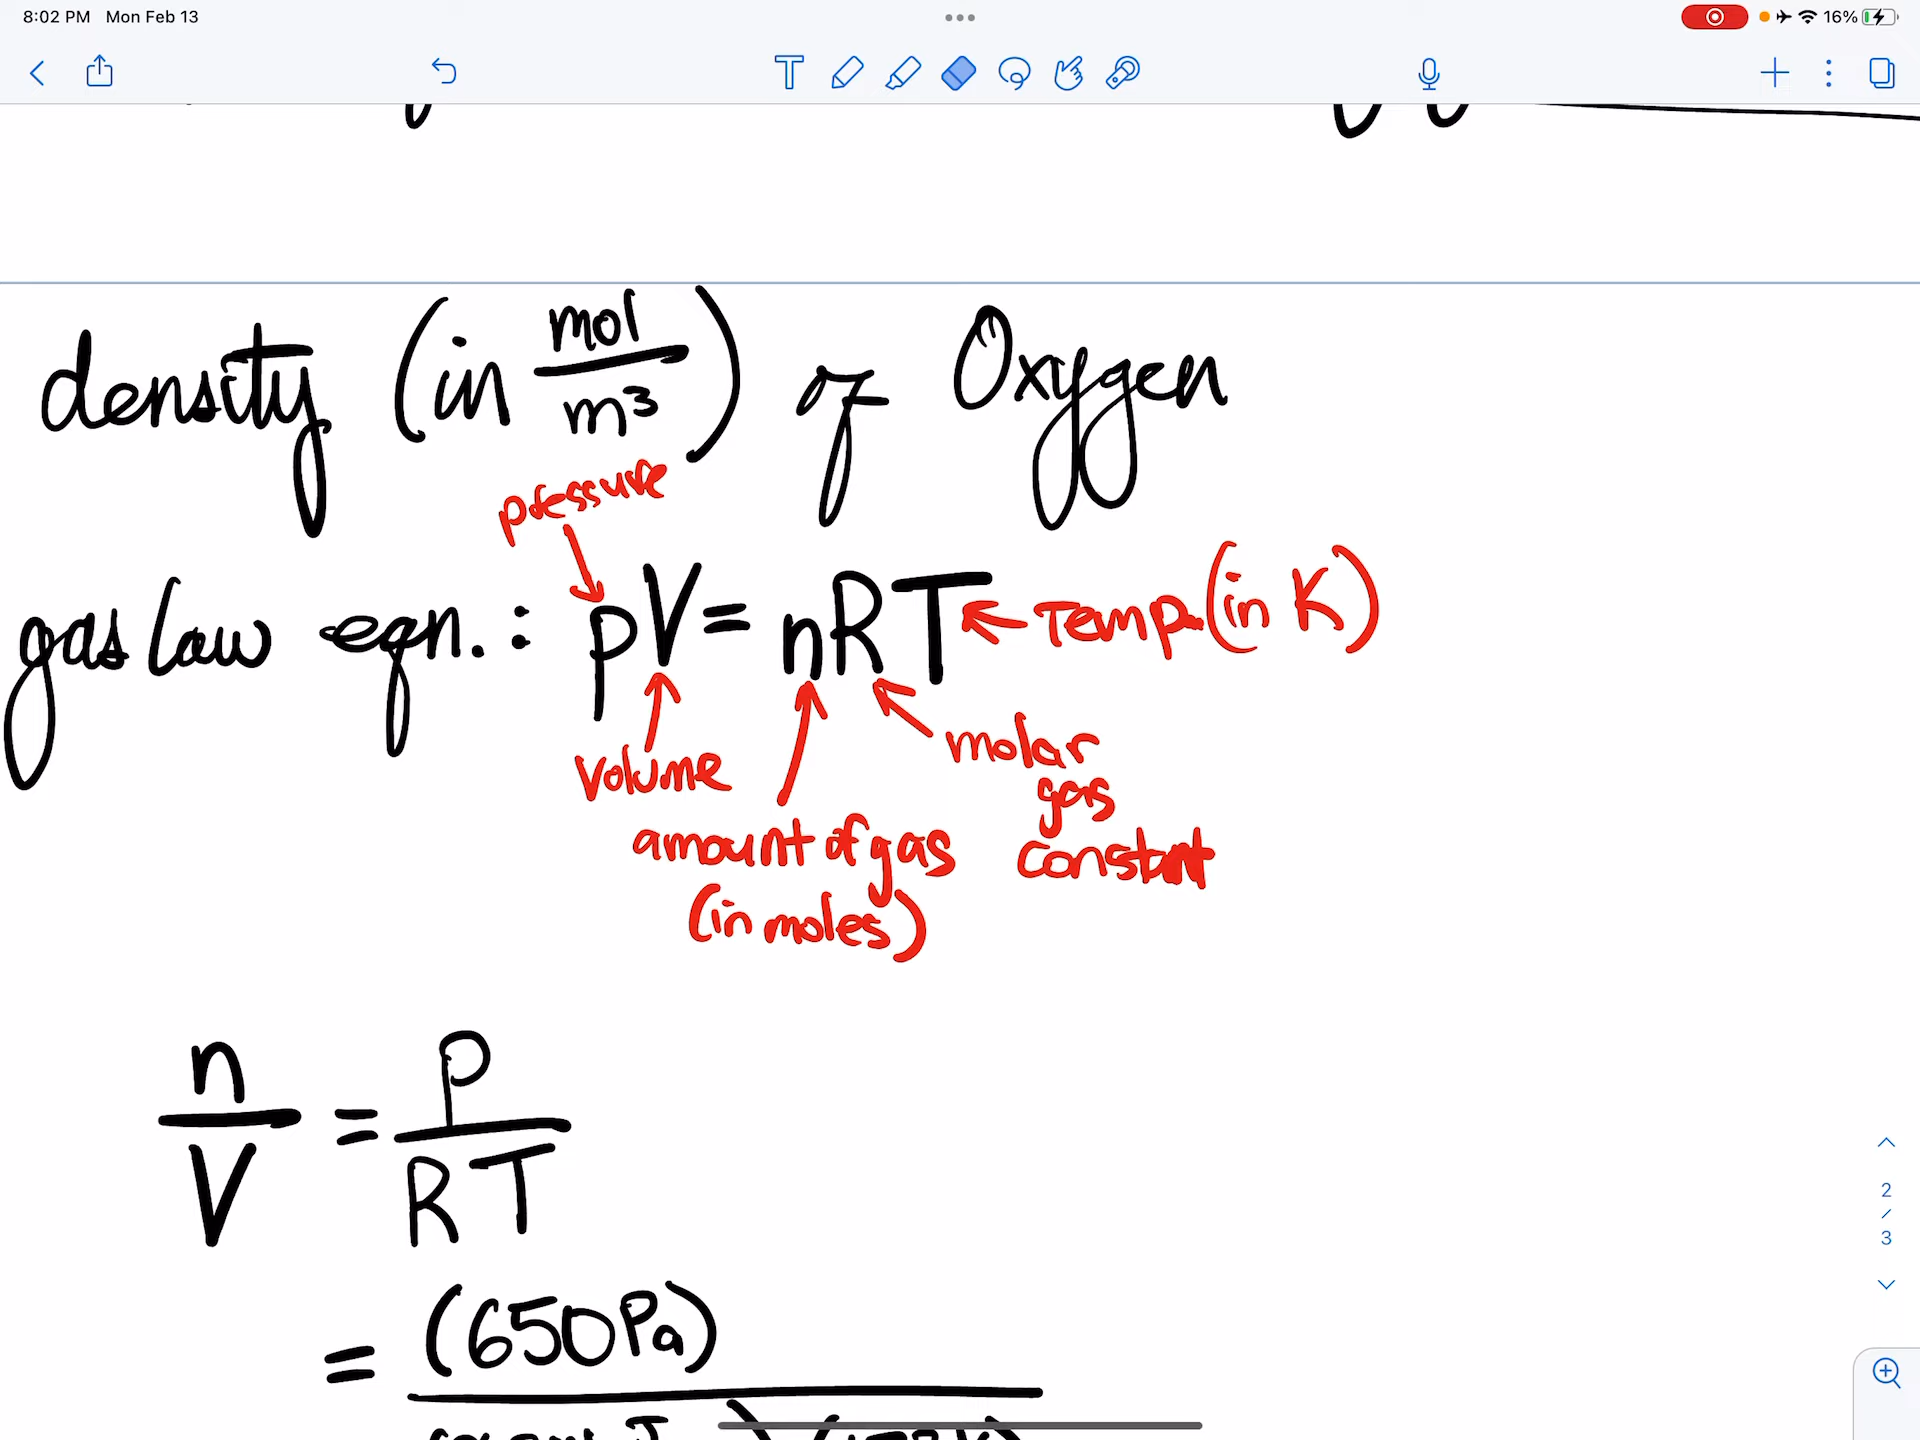 8:02 PM Mon Feb 13
16%
density (in mol/m³) of Oxygen
pressure
gas law eqn.: pV = nRT ← Temp. (in K)
volume
molar
gas
constant
amount of gas
(in moles)
n/V = P/RT
= (650Pa)
2
/
3